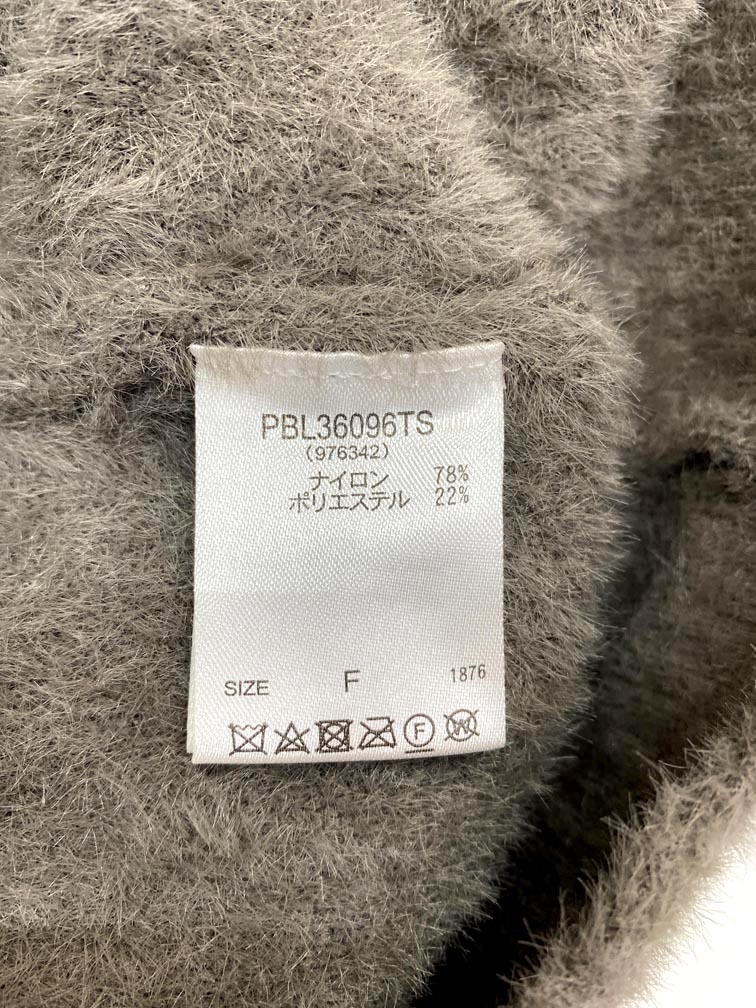 PBL36096TS
(976342)
ナイロン 78%
ポリエステル 22%
SIZE F 1876
F W